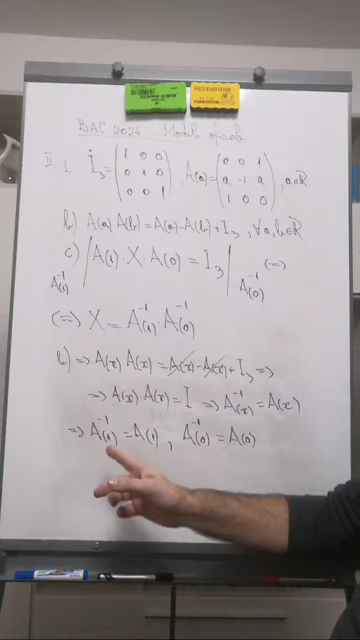 BAC 2024 - Modele oficiale
II 1. I₃ = (1 0 0 / 0 1 0 / 0 0 1), A(a) = (0 0 1 / a -1 a / 1 0 0), a∈ℝ
b) A(a)·A(b) = A(a) - A(b) + I₃, ∀a,b∈ℝ
c) A⁻¹(1)· | A(1)·X·A(0) = I₃ | ·A⁻¹(0) (=)
(=) X = A⁻¹(1)·A⁻¹(0)
b) => A(x)·A(x) = A(x) - A(x) + I₃ =>
=> A(x)·A(x) = I => A⁻¹(x) = A(x)
=> A⁻¹(1) = A(1), A⁻¹(0) = A(0)